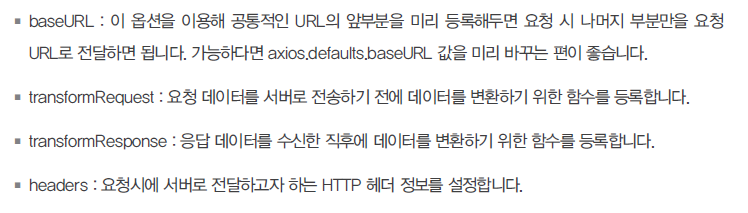 ▪ baseURL : 이 옵션을 이용해 공통적인 URL의 앞부분을 미리 등록해두면 요청 시 나머지 부분만을 요청
URL로 전달하면 됩니다. 가능하다면 axios.defaults.baseURL 값을 미리 바꾸는 편이 좋습니다.
▪ transformRequest : 요청 데이터를 서버로 전송하기 전에 데이터를 변환하기 위한 함수를 등록합니다.
▪ transformResponse : 응답 데이터를 수신한 직후에 데이터를 변환하기 위한 함수를 등록합니다.
▪ headers : 요청시에 서버로 전달하고자 하는 HTTP 헤더 정보를 설정합니다.